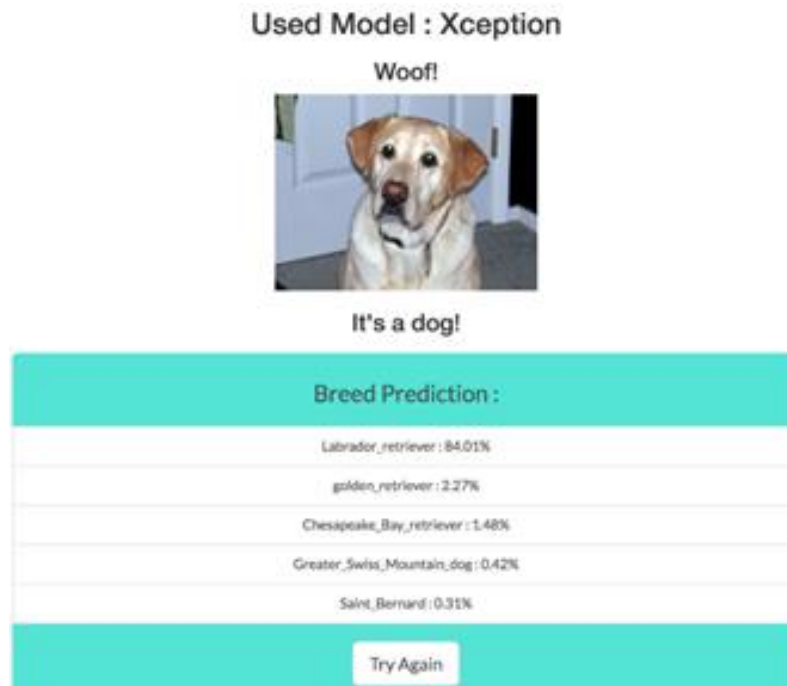 Used Model : Xception
Woof!
It's a dog!
Breed Prediction :
Labrador_retriever : 84.01%
golden_retriever : 2.27%
Chesapeake_Bay_retriever : 1.48%
Greater_Swiss_Mountain_dog : 0.42%
Saint_Bernard : 0.31%
Try Again